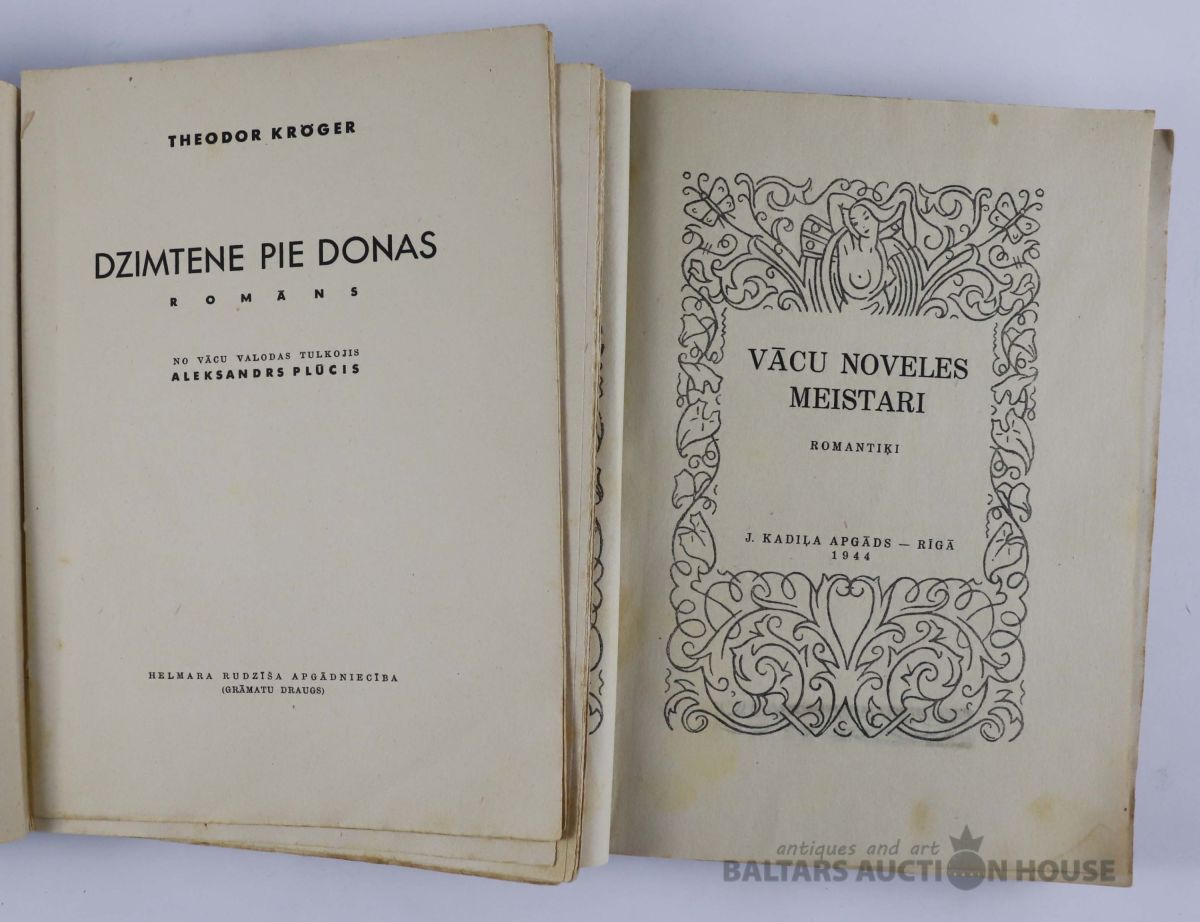 THEODOR KRÖGER
DZIMTENE PIE DONAS
ROMĀNS
NO VĀCU VALODAS TULKOJIS
ALEKSANDRS PLŪCIS
HELMARA RUDZĪŠA APGĀDNIECĪBA
(GRĀMATU DRAUGS)
VĀCU NOVELES
MEISTARI
ROMANTIĶI
J. KADIĻA APGĀDS — RĪGĀ
1944
antiques and art
BALTARS AUCTION HOUSE